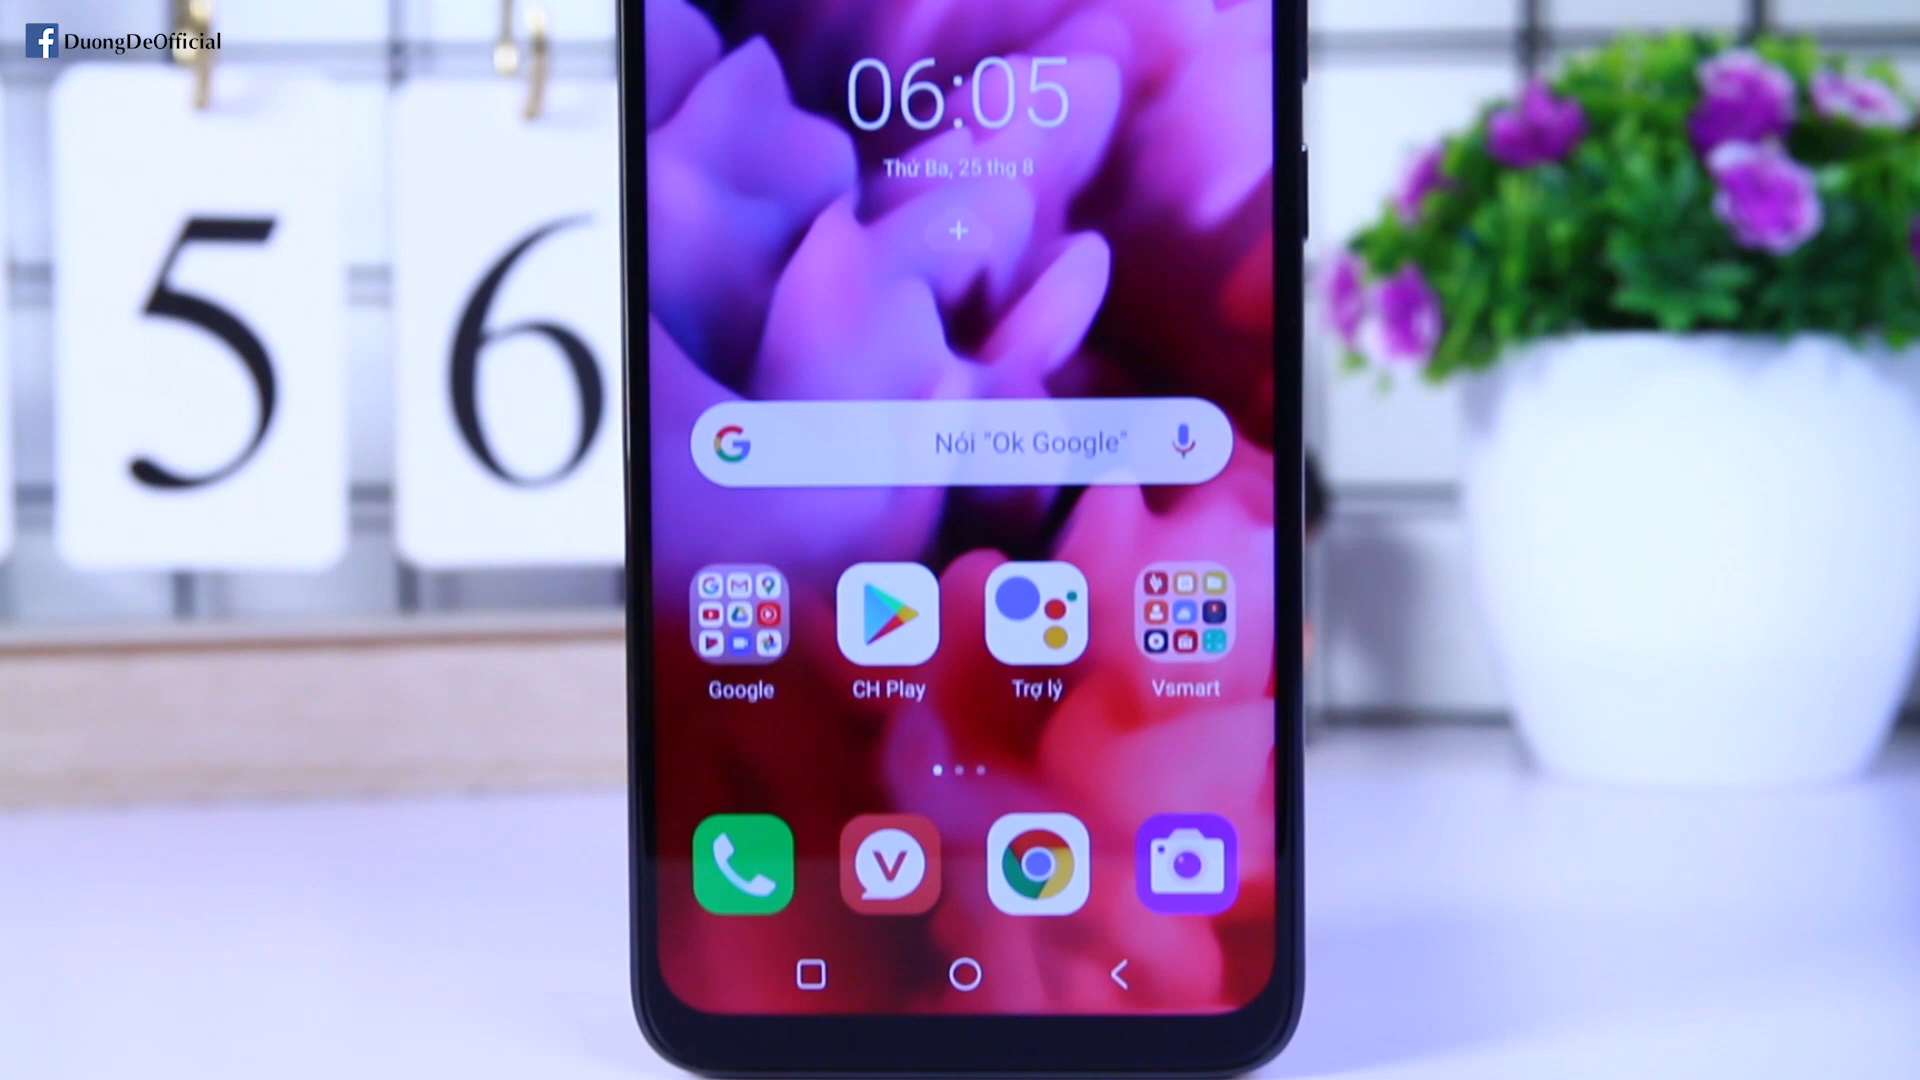 DuongDeOfficial
5 6
06:05
Thứ Ba, 25 thg 8
Nói "Ok Google"
Google CH Play Trợ lý Vsmart